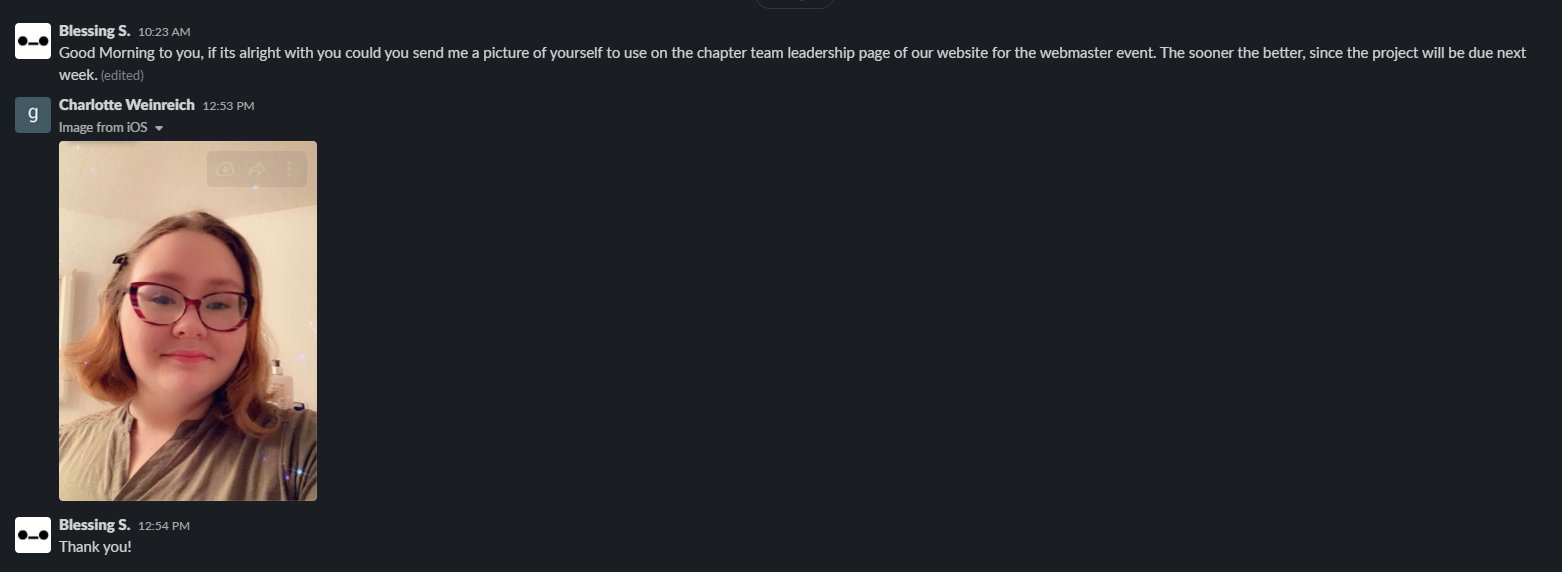 Blessing S. 10:23 AM
Good Morning to you, if its alright with you could you send me a picture of yourself to use on the chapter team leadership page of our website for the webmaster event. The sooner the better, since the project will be due next
week. (edited)
g
Charlotte Weinreich 12:53 PM
Image from iOS
Blessing S. 12:54 PM
Thank you!